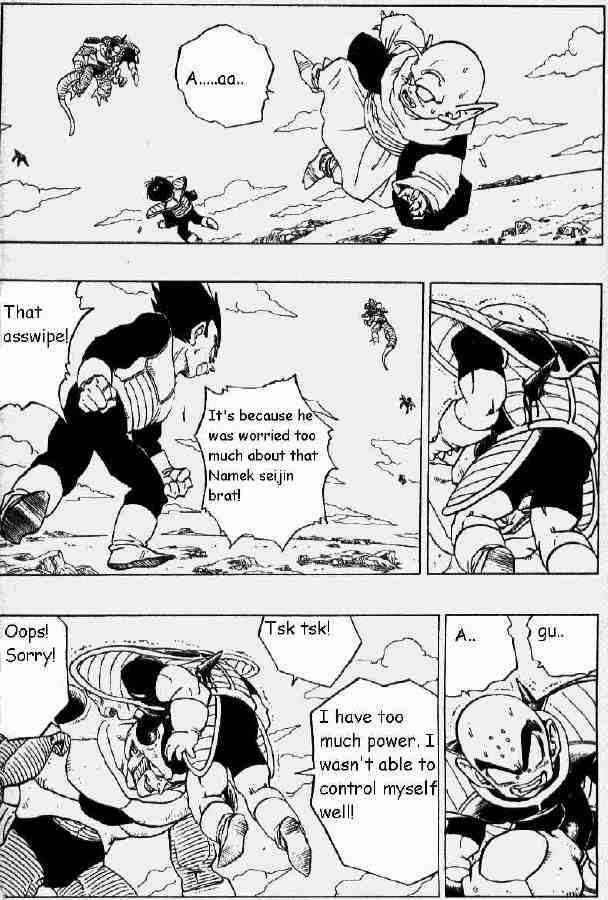 A.....aa..
That
asswipe!
It's because he
was worried too
much about that
Namek seijin
brat!
Oops!
Sorry!
Tsk tsk!
I have too
much power. I
wasn't able to
control myself
well!
A..
gu..